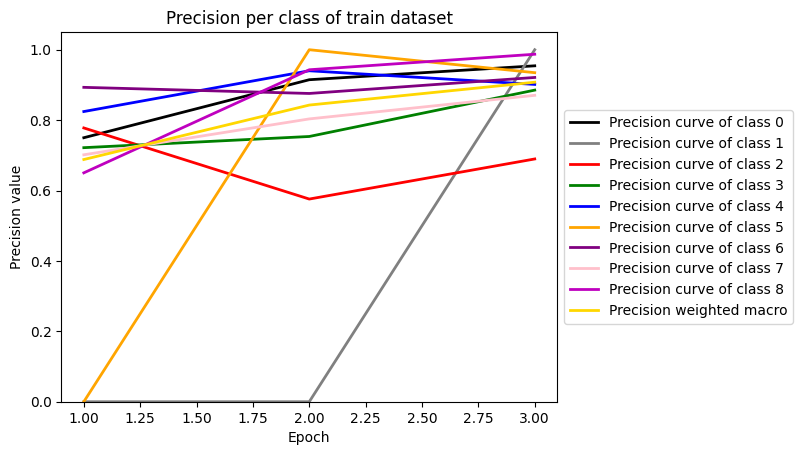 Precision per class of train dataset
Precision value
1.0
0.8
0.6
0.4
0.2
0.0
1.00 1.25 1.50 1.75 2.00 2.25 2.50 2.75 3.00
Epoch
Precision curve of class 0
Precision curve of class 1
Precision curve of class 2
Precision curve of class 3
Precision curve of class 4
Precision curve of class 5
Precision curve of class 6
Precision curve of class 7
Precision curve of class 8
Precision weighted macro